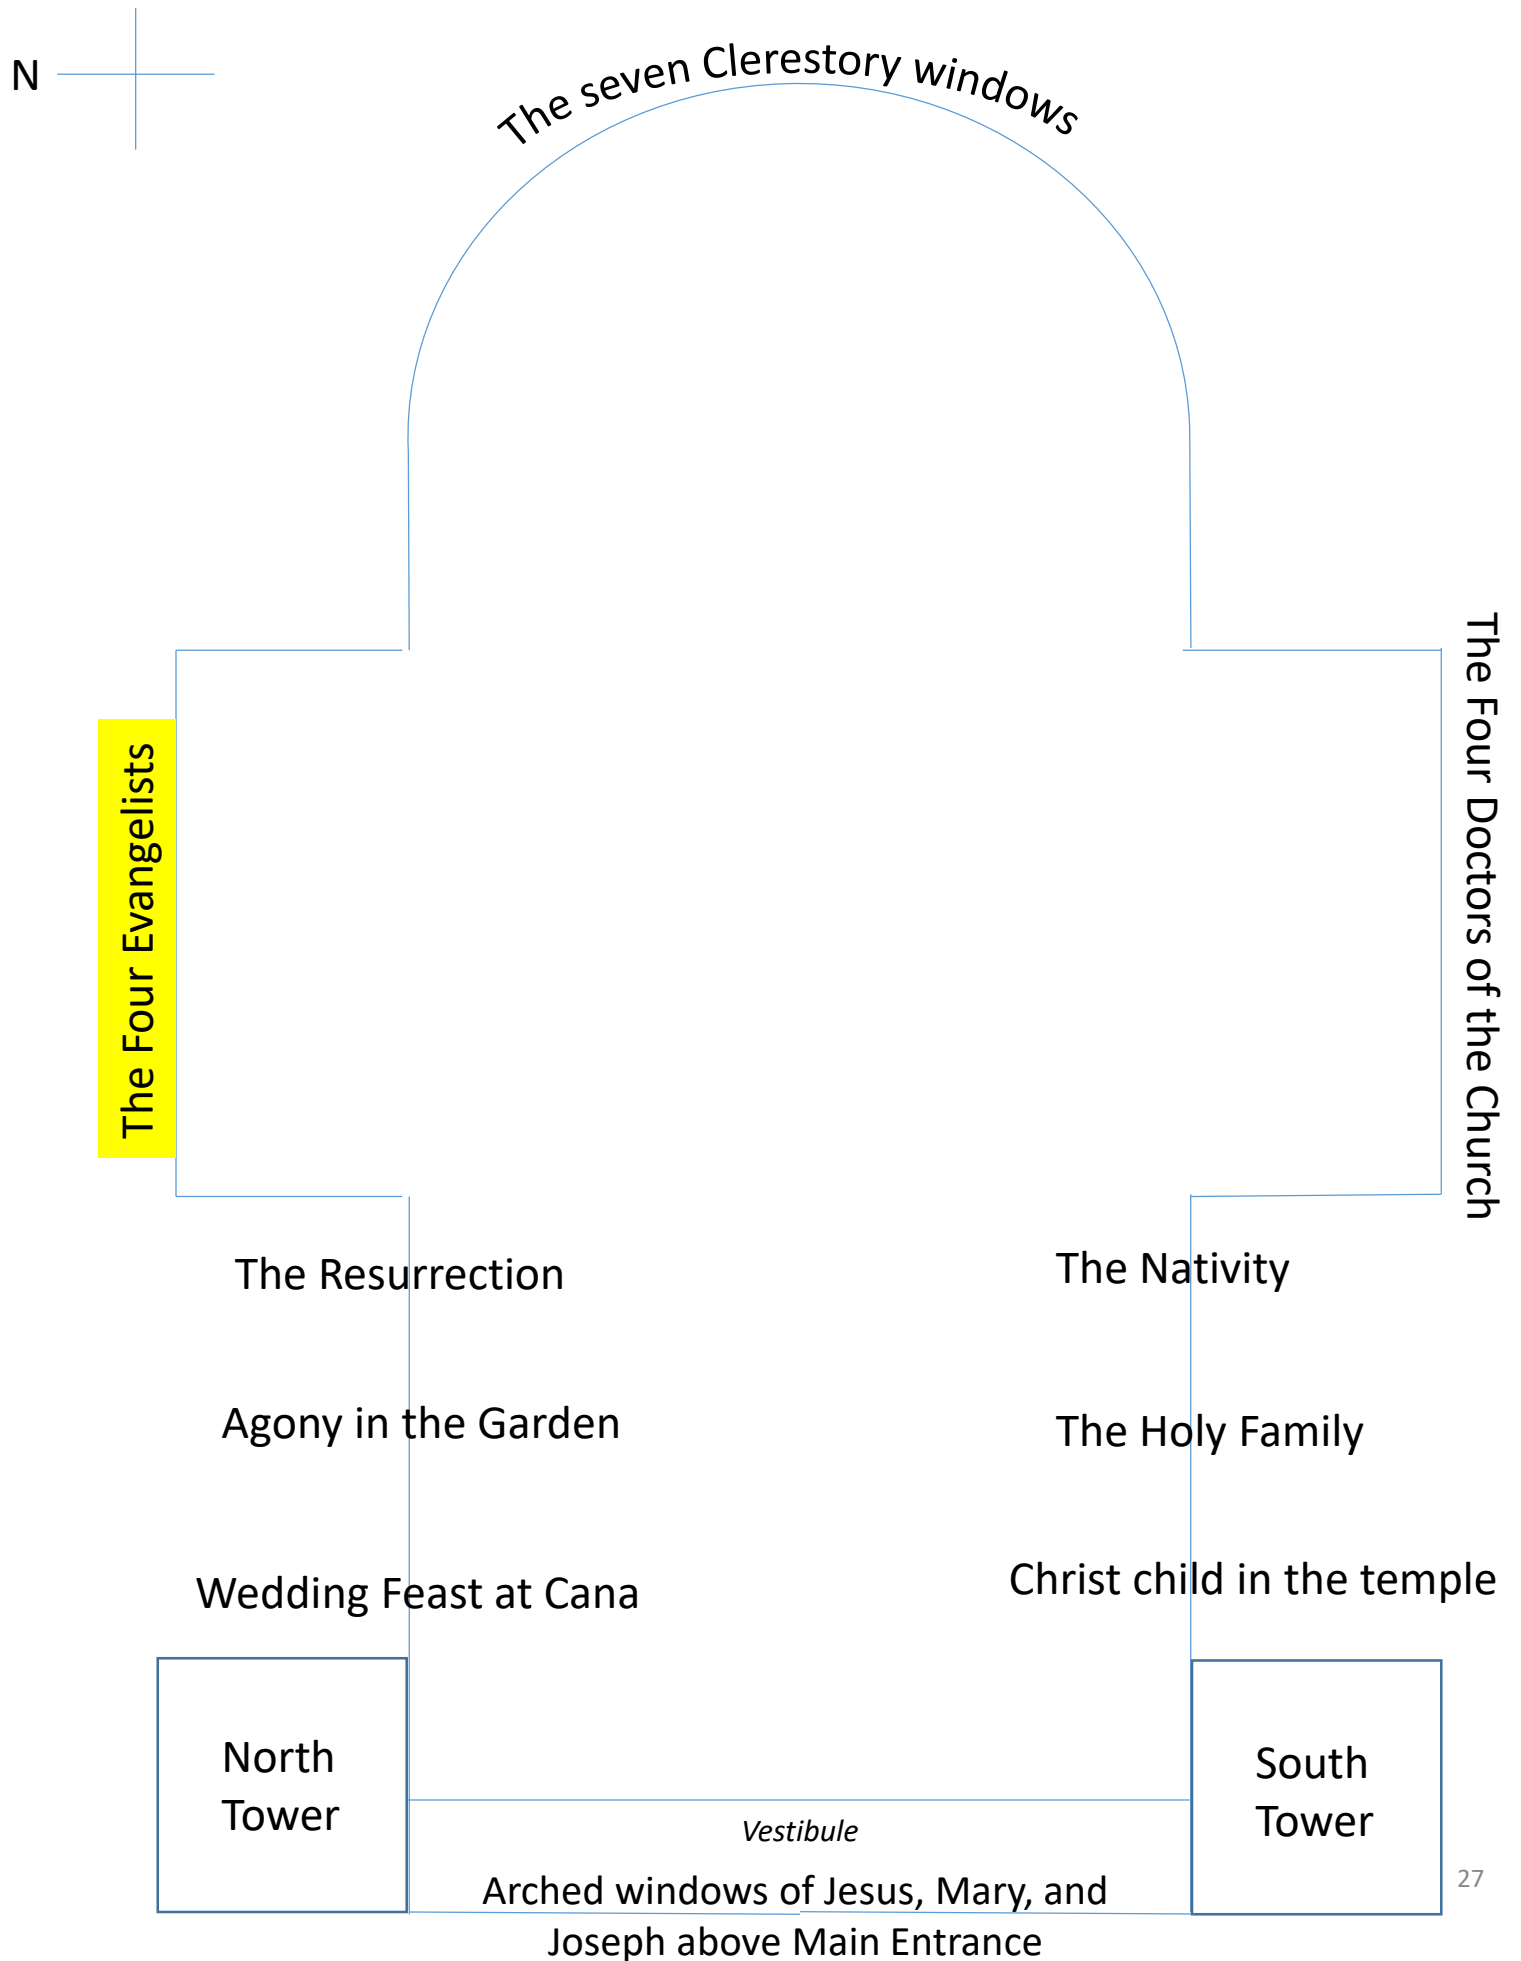 N
The seven Clerestory windows
The Four Evangelists
The Four Doctors of the Church
The Resurrection
The Nativity
Agony in the Garden
The Holy Family
Wedding Feast at Cana
Christ child in the temple
North
Tower
South
Tower
Vestibule
Arched windows of Jesus, Mary, and
Joseph above Main Entrance
27